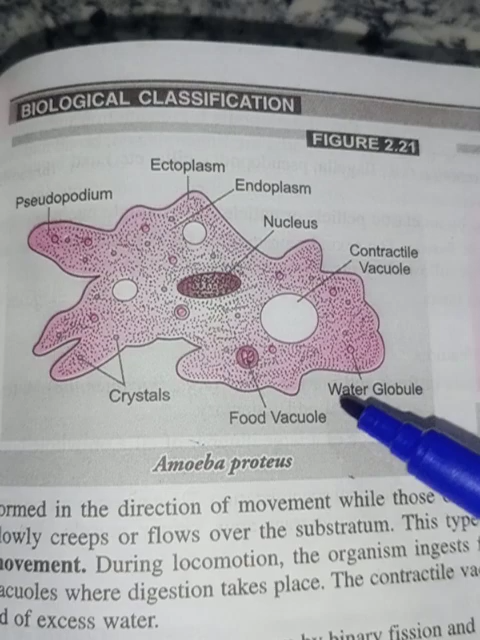 BIOLOGICAL CLASSIFICATION
FIGURE 2.21
Ectoplasm
Endoplasm
Pseudopodium
Nucleus
Contractile
Vacuole
Crystals
Water Globule
Food Vacuole
Amoeba proteus
ormed in the direction of movement while those
lowly creeps or flows over the substratum. This type
ovement. During locomotion, the organism ingests
acuoles where digestion takes place. The contractile
d of excess water.
by binary fission and